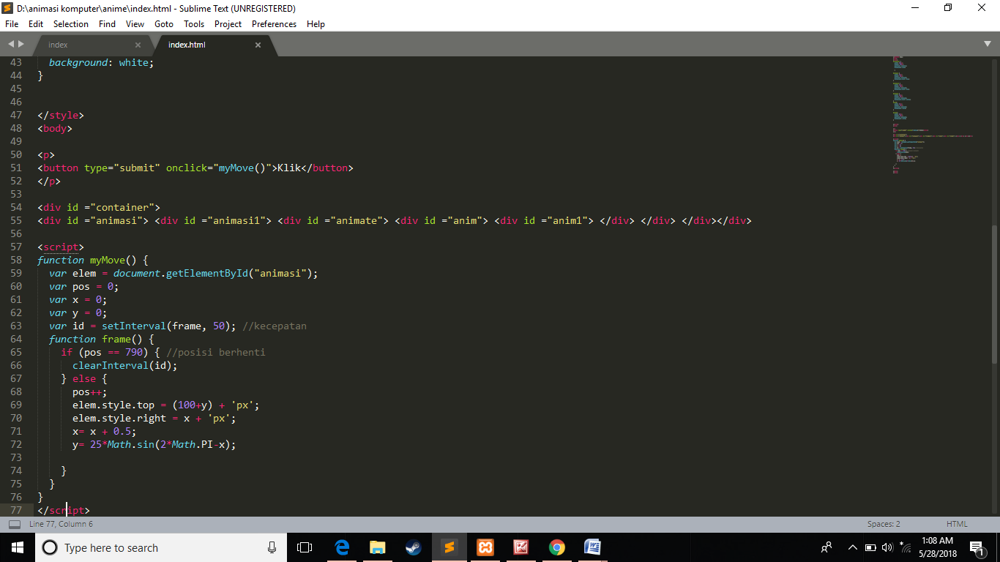 D:\animasi komputer\anime\index.html - Sublime Text (UNREGISTERED)
File Edit Selection Find View Goto Tools Project Preferences Help
index index.html
43 background: white;
44 }
45
46
47 </style>
48 <body>
49
50 <p>
51 <button type="submit" onclick="myMove()">Klik</button>
52 </p>
53
54 <div id ="container">
55 <div id ="animasi"> <div id ="animasi1"> <div id ="animate"> <div id ="anim"> <div id ="anim1"> </div> </div> </div></div>
56
57 <script>
58 function myMove() {
59 var elem = document.getElementById("animasi");
60 var pos = 0;
61 var x = 0;
62 var y = 0;
63 var id = setInterval(frame, 50); //kecepatan
64 function frame() {
65 if (pos == 790) { //posisi berhenti
66 clearInterval(id);
67 } else {
68 pos++;
69 elem.style.top = (100+y) + 'px';
70 elem.style.right = x + 'px';
71 x= x + 0.5;
72 y= 25*Math.sin(2*Math.PI-x);
73
74 }
75 }
76 }
77 </script>
Line 77, Column 6 Spaces: 2 HTML
Type here to search
1:08 AM
5/28/2018
1